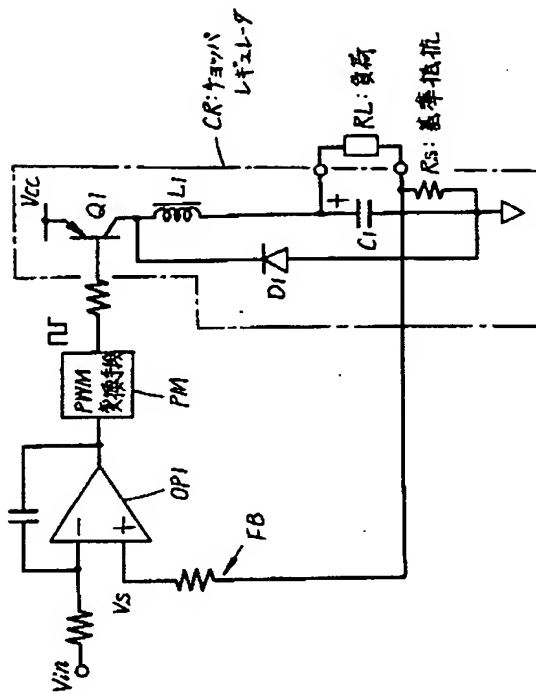 Vin
Vs
OP1
FB
PWM
変換手段
PM
Vcc
Q1
L1
D1
C1
CR:チョッパ
レギュレータ
RL:負荷
Rs:基準抵抗